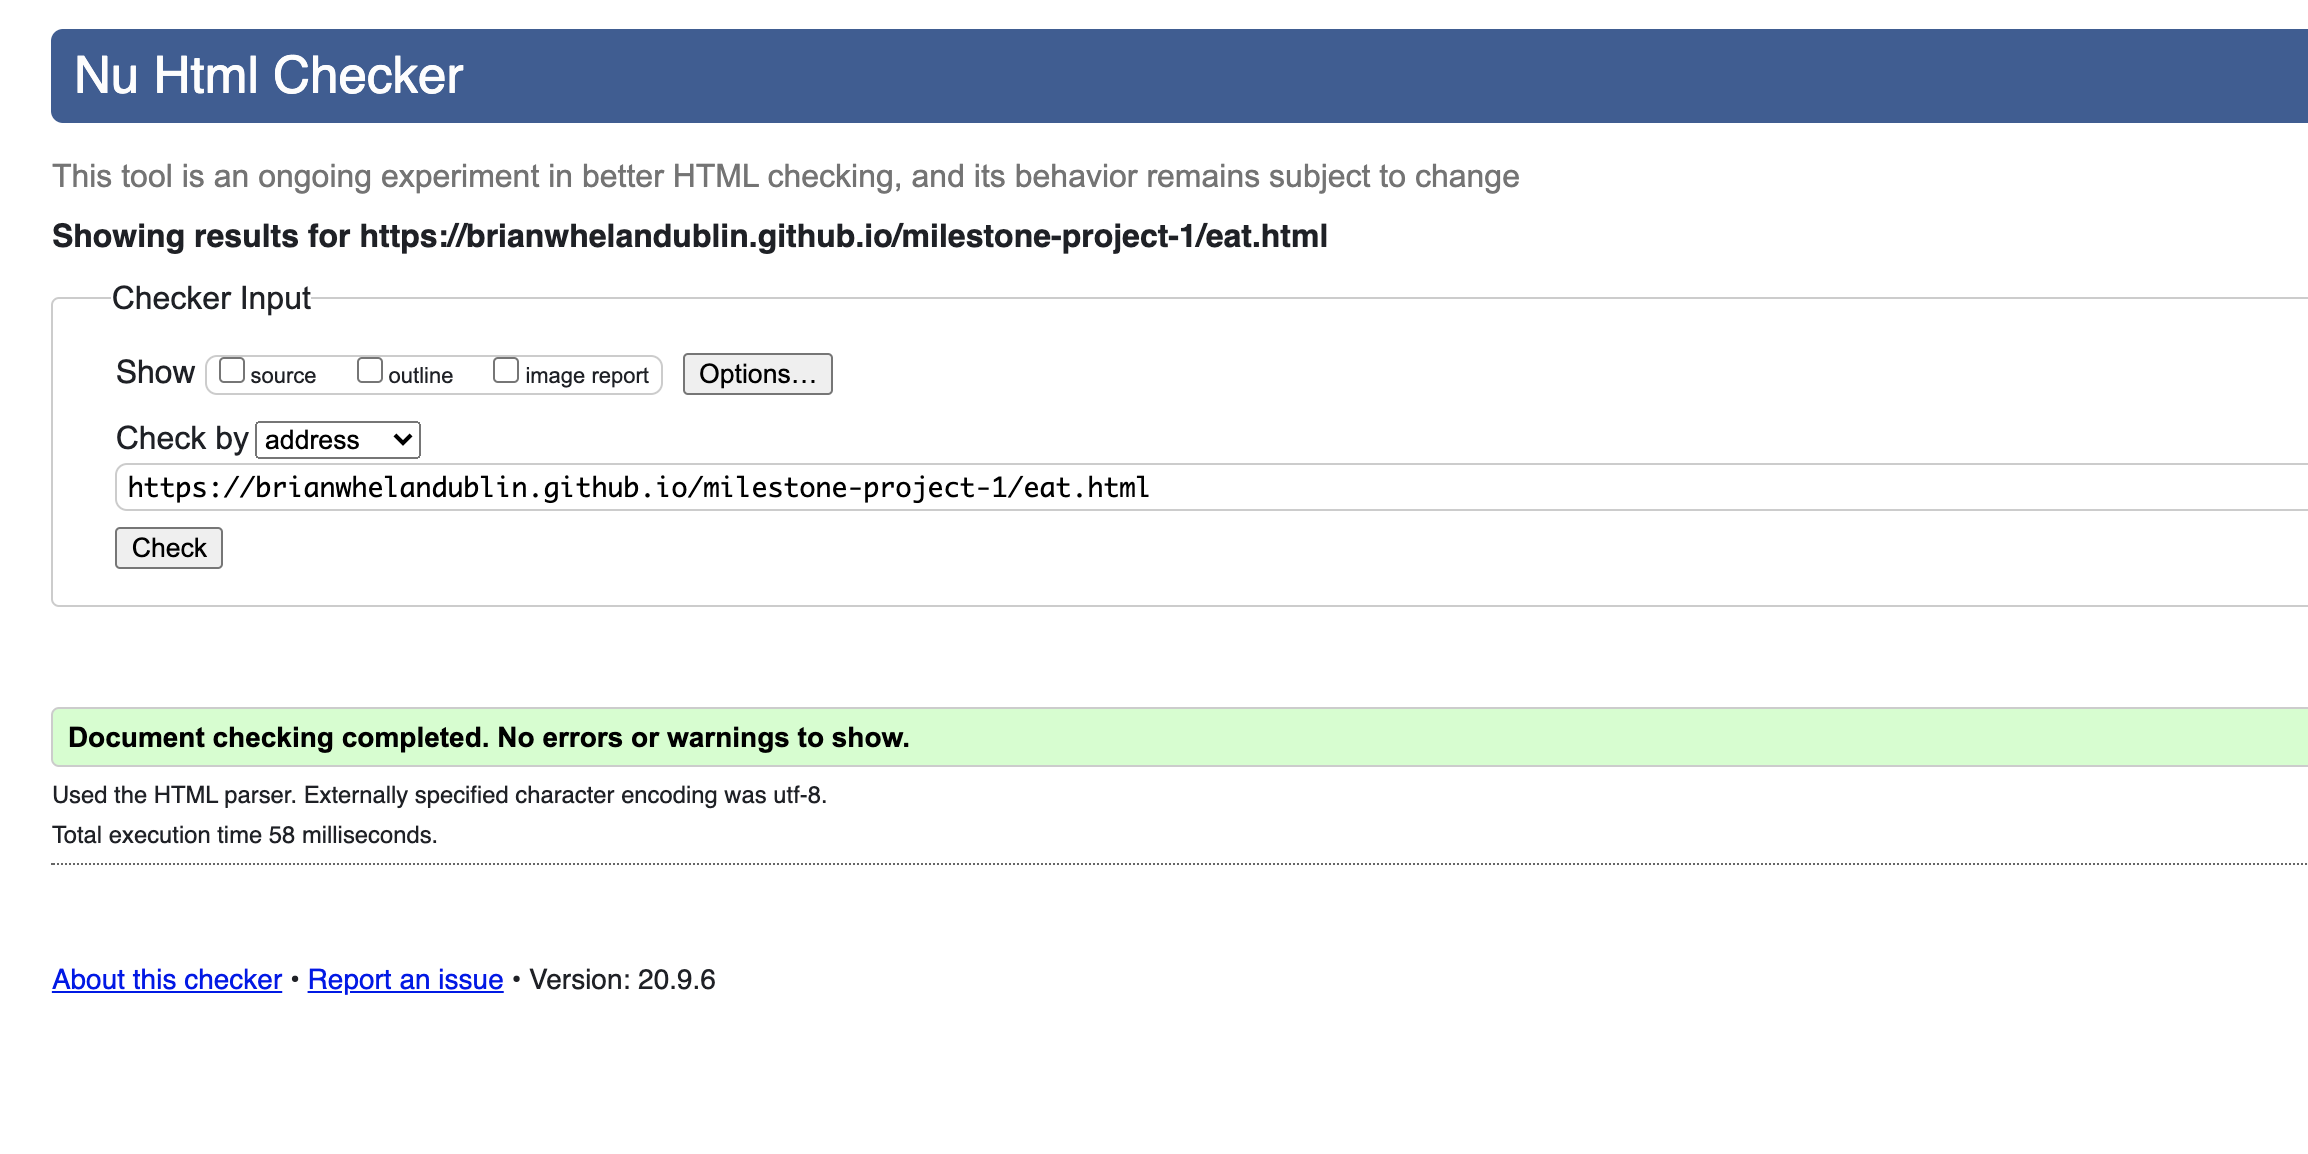 Nu Html Checker
This tool is an ongoing experiment in better HTML checking, and its behavior remains subject to change
Showing results for https://brianwhelandublin.github.io/milestone-project-1/eat.html
Checker Input
Show source outline image report Options...
Check by address
https://brianwhelandublin.github.io/milestone-project-1/eat.html
Check
Document checking completed. No errors or warnings to show.
Used the HTML parser. Externally specified character encoding was utf-8.
Total execution time 58 milliseconds.
About this checker • Report an issue • Version: 20.9.6